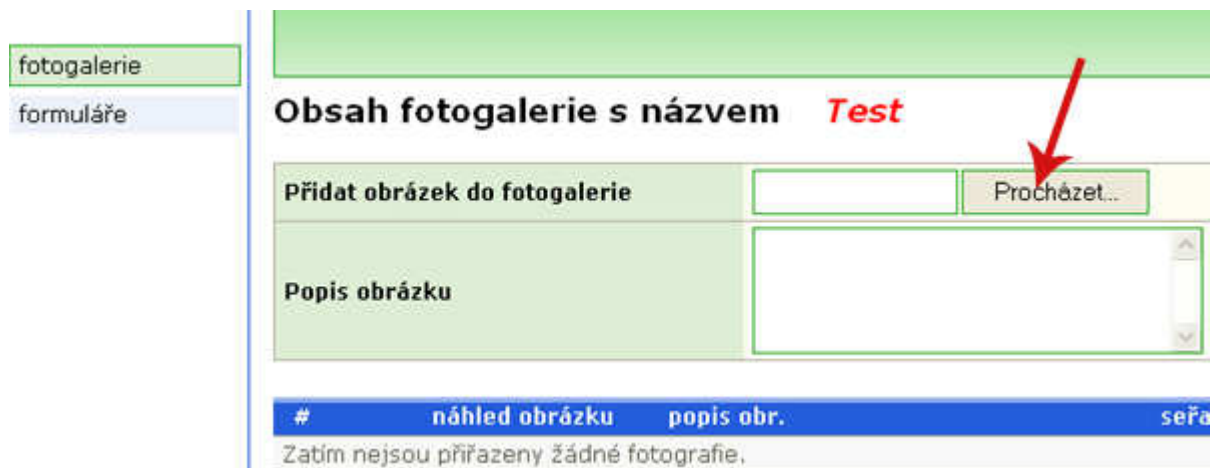 fotogalerie
formuláře
Obsah fotogalerie s názvem Test
Přidat obrázek do fotogalerie Procházet...
Popis obrázku
# náhled obrázku popis obr. seřa
Zatím nejsou přiřazeny žádné fotografie.